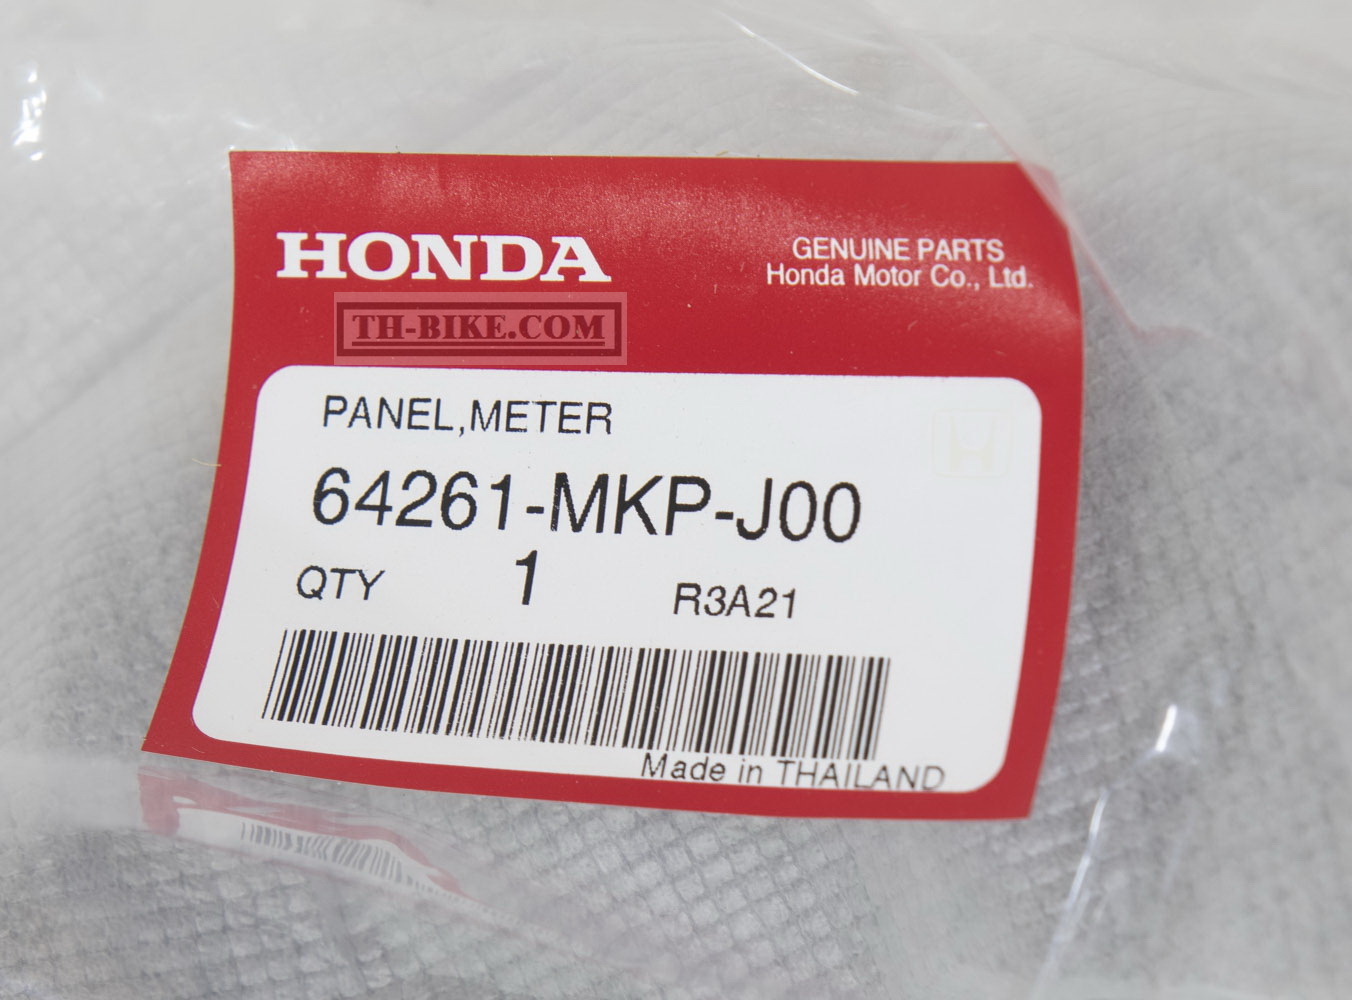 HONDA
GENUINE PARTS
Honda Motor Co., Ltd.
TH-BIKE.COM
PANEL,METER
64261-MKP-J00
QTY 1 R3A21
Made in THAILAND